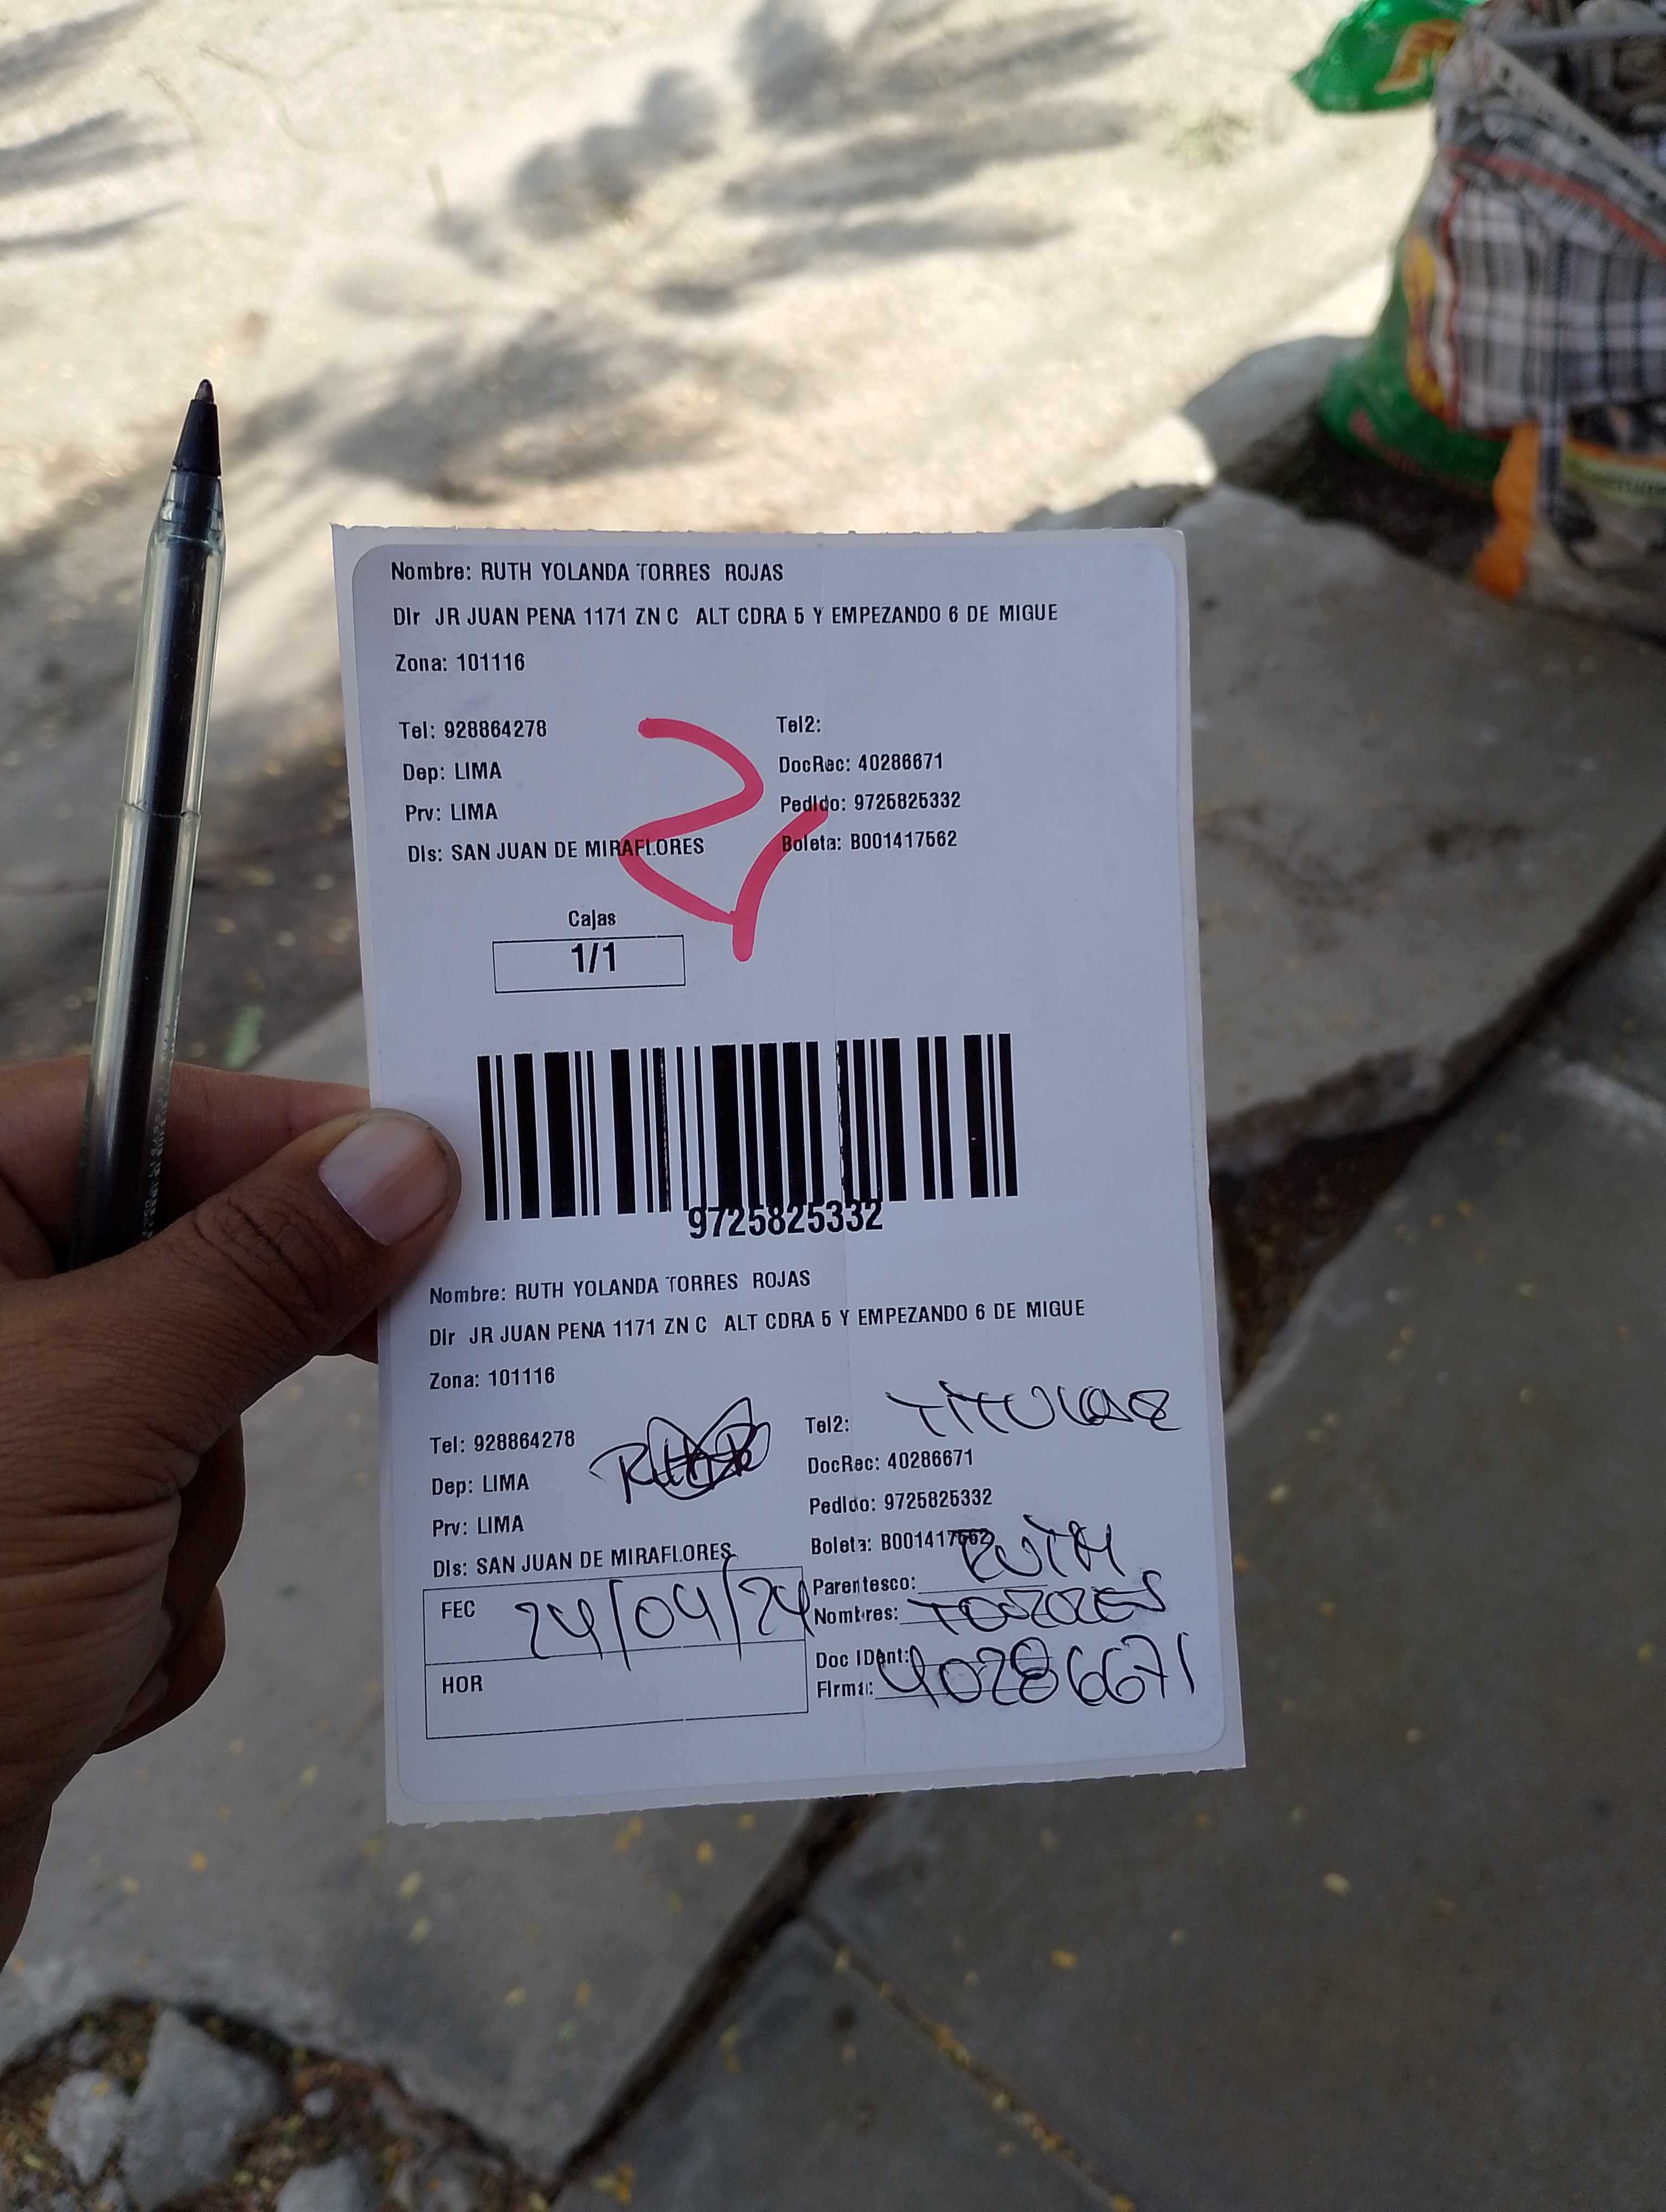 Nombre: RUTH YOLANDA TORRES ROJAS
Dir JR JUAN PENA 1171 ZN C ALT CDRA 5 Y EMPEZANDO 6 DE MIGUE
Zona: 101116
Tel: 928864278
Tel2:
Dep: LIMA
DocRec: 40286671
Prv: LIMA
Pedido: 9725825332
Dis: SAN JUAN DE MIRAFLORES
Boleta: B001417562
Cajas
1/1
9725825332
Nombre: RUTH YOLANDA TORRES ROJAS
Dir JR JUAN PENA 1171 ZN C ALT CDRA 5 Y EMPEZANDO 6 DE MIGUE
Zona: 101116
Tel: 928864278
Tel2: TITULAR
Dep: LIMA
DocRec: 40286671
Prv: LIMA
Pedido: 9725825332
Dis: SAN JUAN DE MIRAFLORES
Boleta: B001417562
FEC 24/04/24
Parentesco: RUTH
Nombres: TORRES
HOR
Doc IDent: 40286671
Firma: